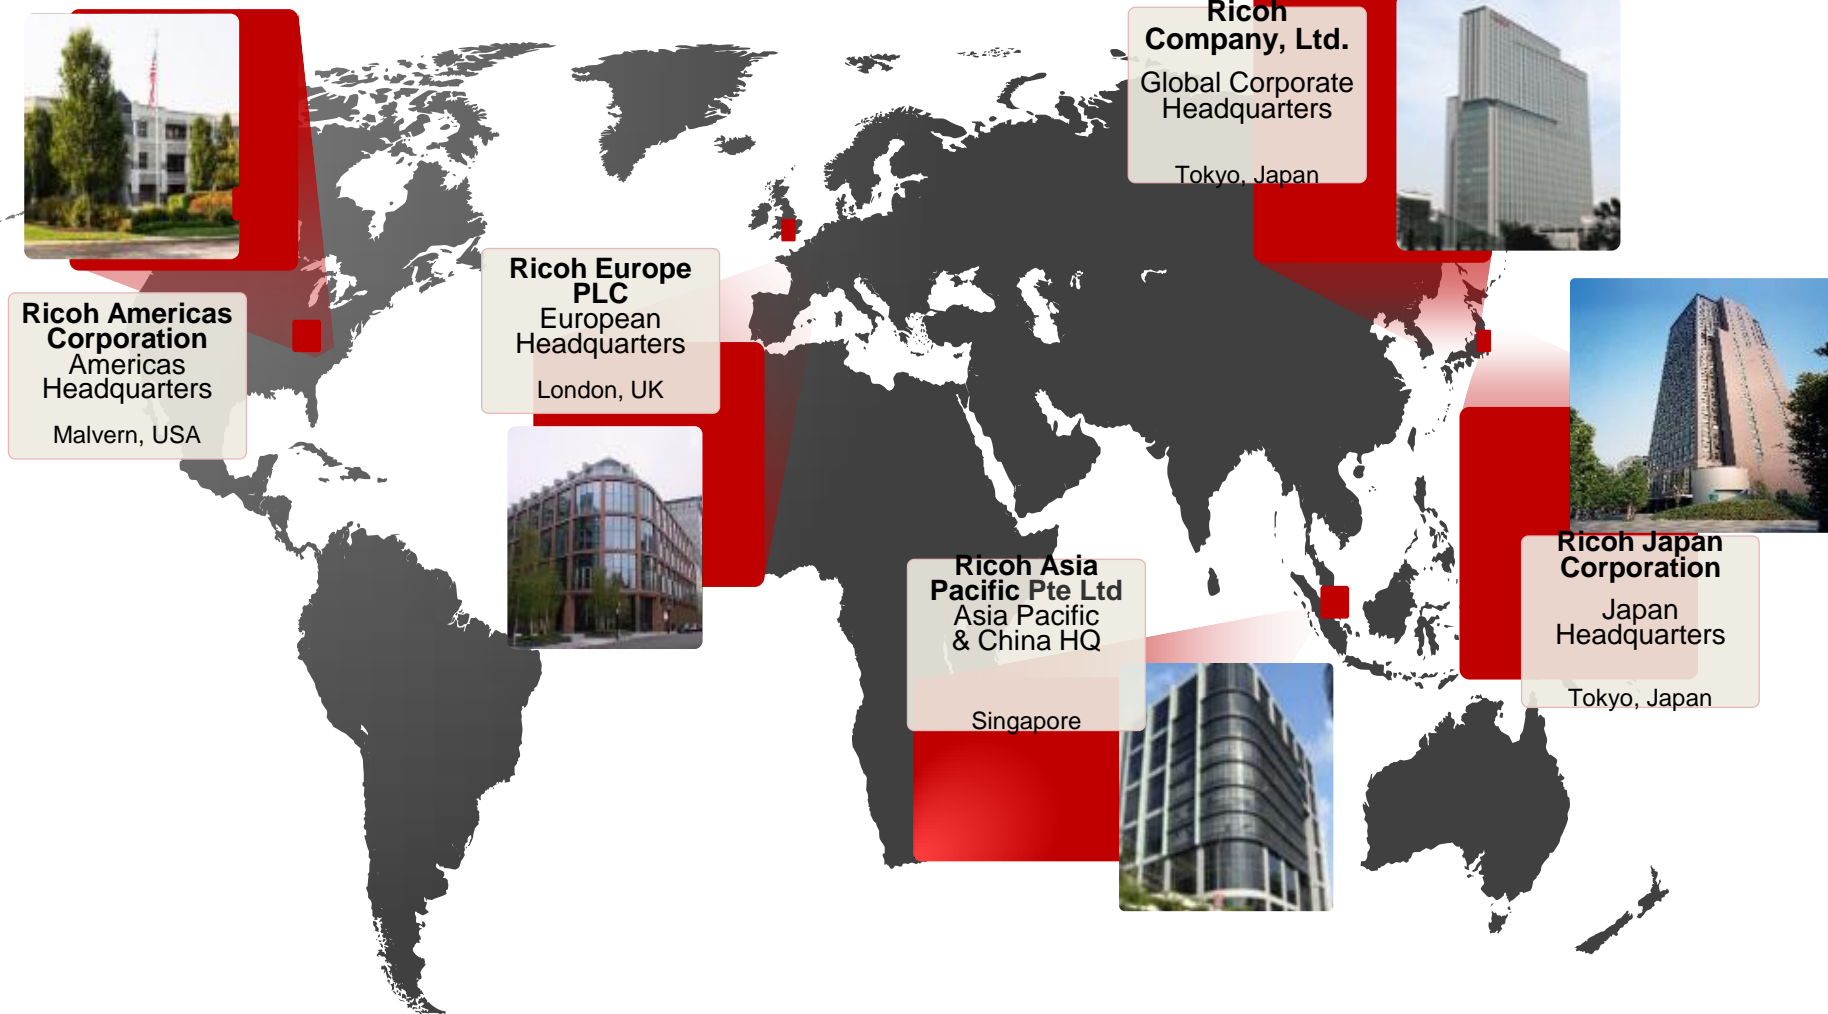 Ricoh
Company, Ltd.
Global Corporate
Headquarters
Tokyo, Japan
Ricoh Europe
PLC
European
Headquarters
London, UK
Ricoh Americas
Corporation
Americas
Headquarters
Malvern, USA
Ricoh Asia
Pacific Pte Ltd
Asia Pacific
& China HQ
Singapore
Ricoh Japan
Corporation
Japan
Headquarters
Tokyo, Japan